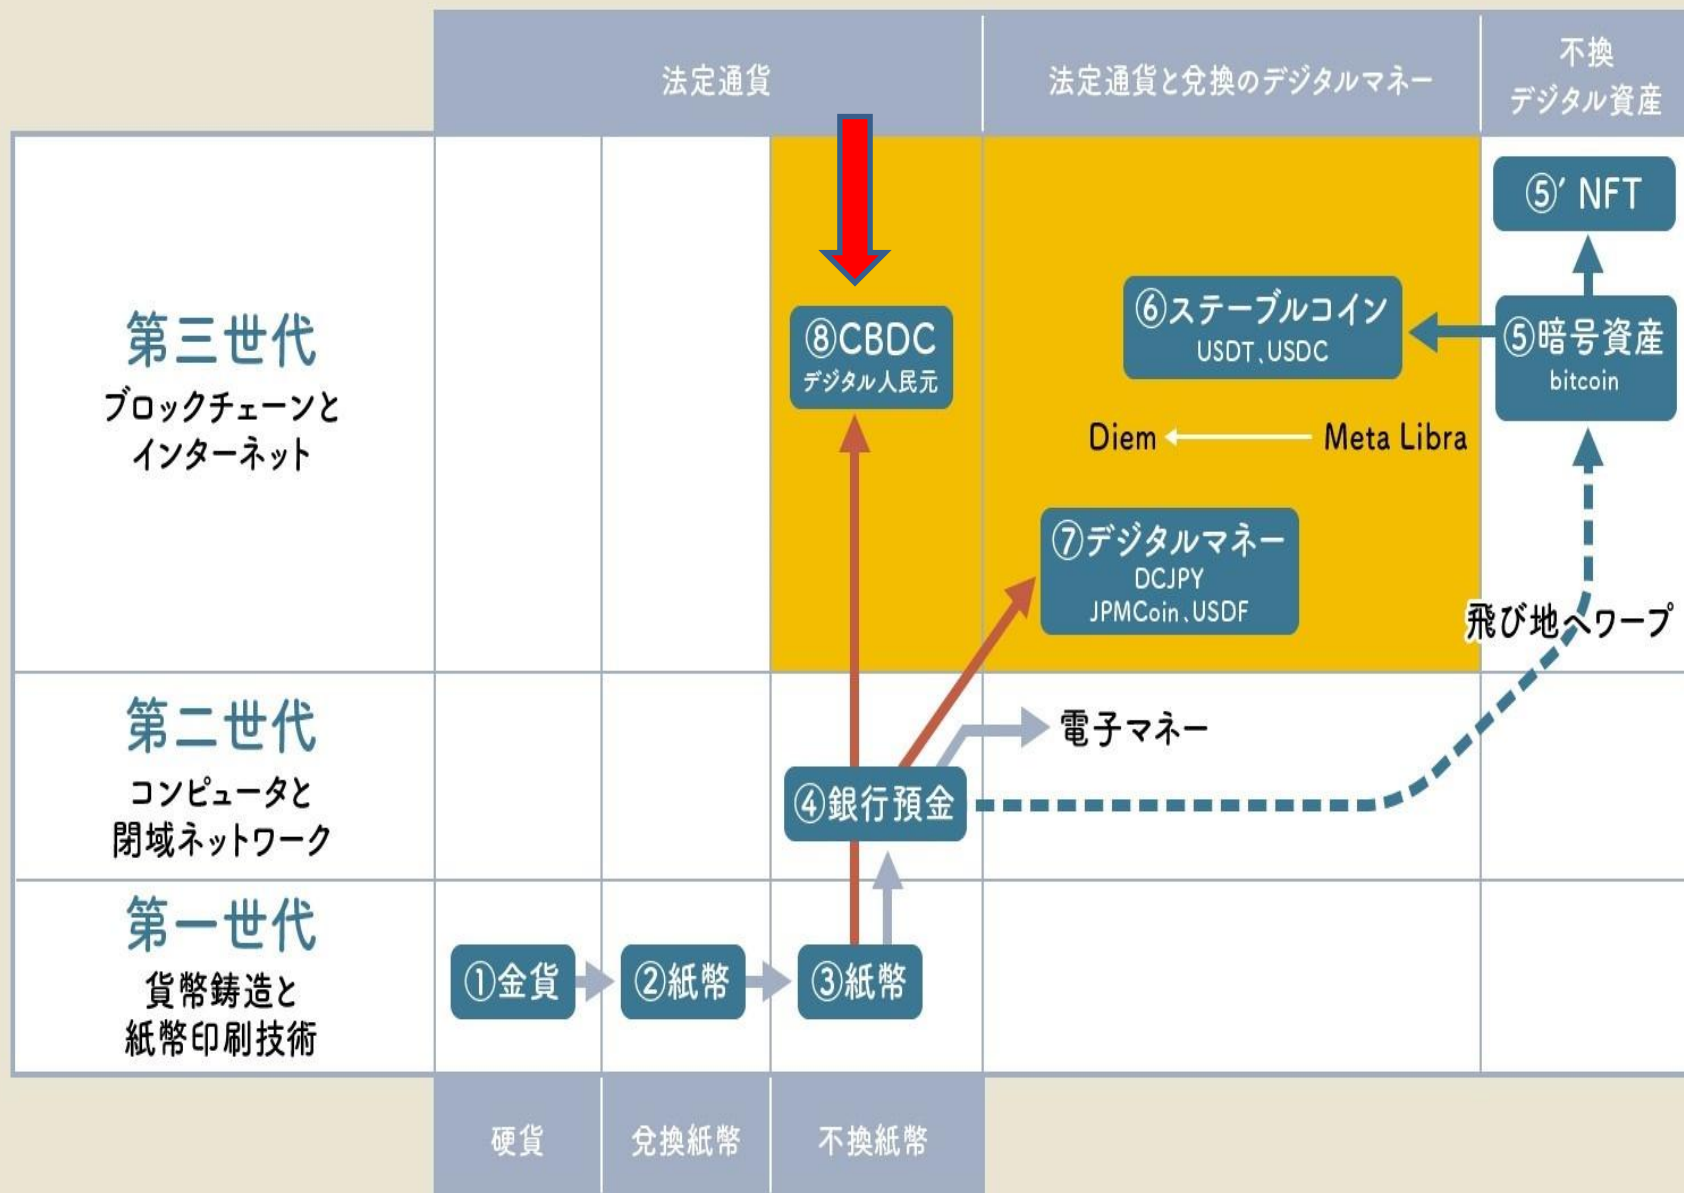 法定通貨
法定通貨と兌換のデジタルマネー
不換
デジタル資産
第三世代
ブロックチェーンと
インターネット
⑧CBDC
デジタル人民元
⑥ステーブルコイン
USDT、USDC
⑤′ NFT
⑤暗号資産
bitcoin
Diem
Meta Libra
⑦デジタルマネー
DCJPY
JPMCoin、USDF
飛び地へワープ
第二世代
コンピュータと
閉域ネットワーク
④銀行預金
電子マネー
第一世代
貨幣鋳造と
紙幣印刷技術
①金貨
②紙幣
③紙幣
硬貨
兌換紙幣
不換紙幣